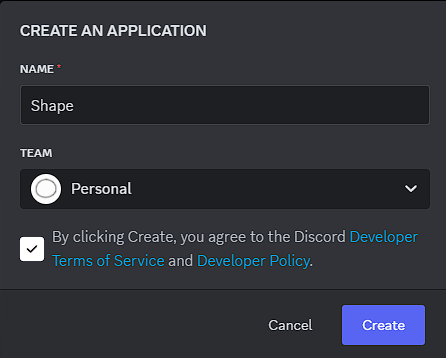 CREATE AN APPLICATION
NAME *
Shape
TEAM
Personal
By clicking Create, you agree to the Discord Developer
Terms of Service and Developer Policy.
Cancel
Create